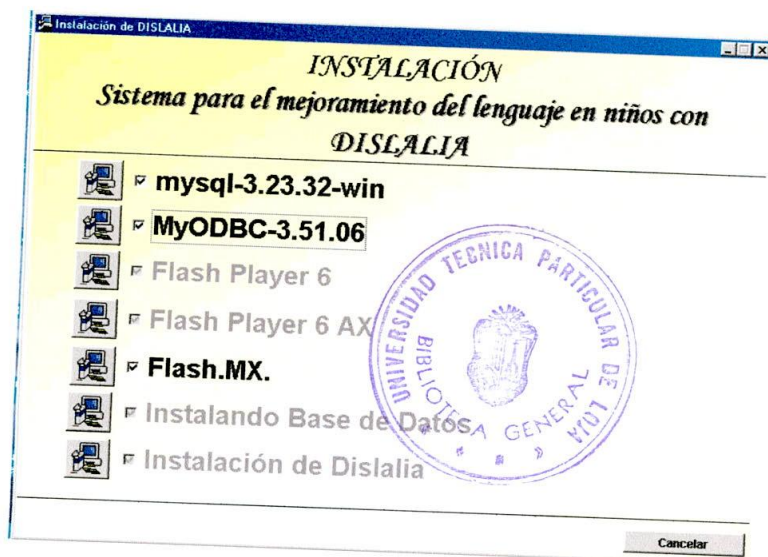 Instalación de DISLALIA
INSTALACIÓN
Sistema para el mejoramiento del lenguaje en niños con
DISLALIA
mysql-3.23.32-win
MyODBC-3.51.06
Flash Player 6
Flash Player 6 AX
Flash.MX.
Instalando Base de Datos
Instalación de Dislalia
UNIVERSIDAD TECNICA PARTICULAR DE LOJA
BIBLIOTECA GENERAL
Cancelar